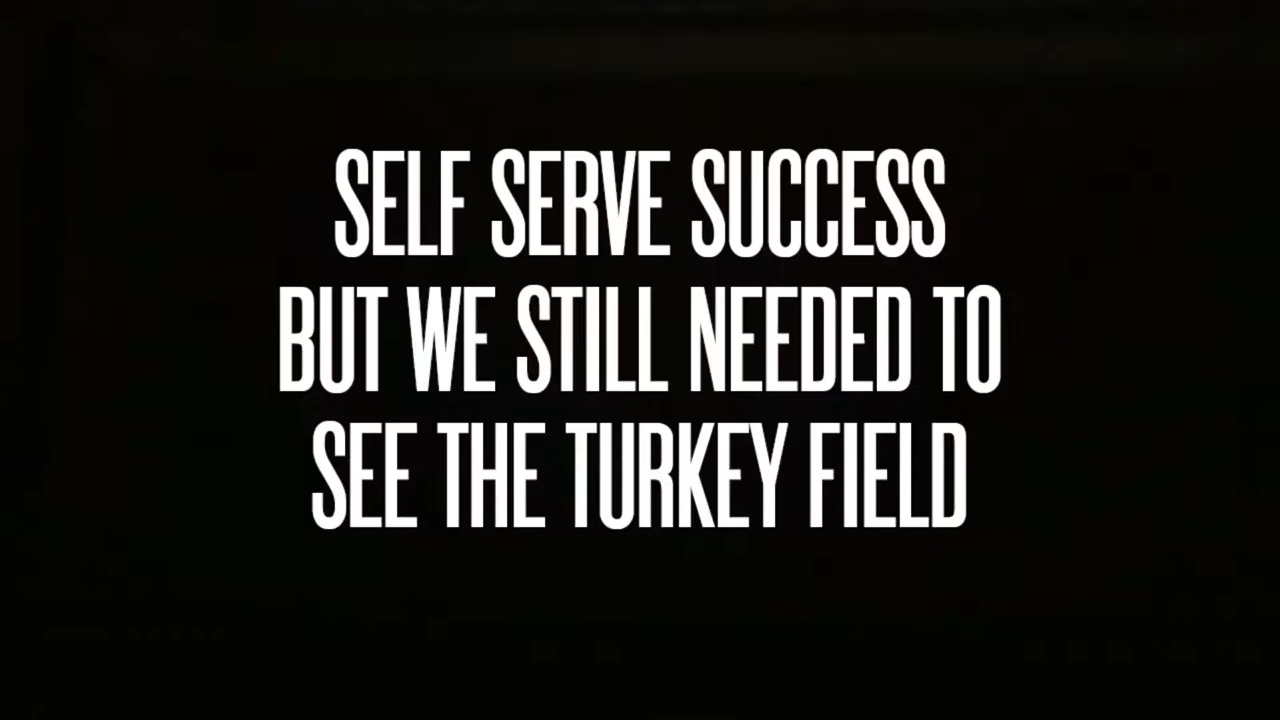 SELF SERVE SUCCESS
BUT WE STILL NEEDED TO
SEE THE TURKEY FIELD